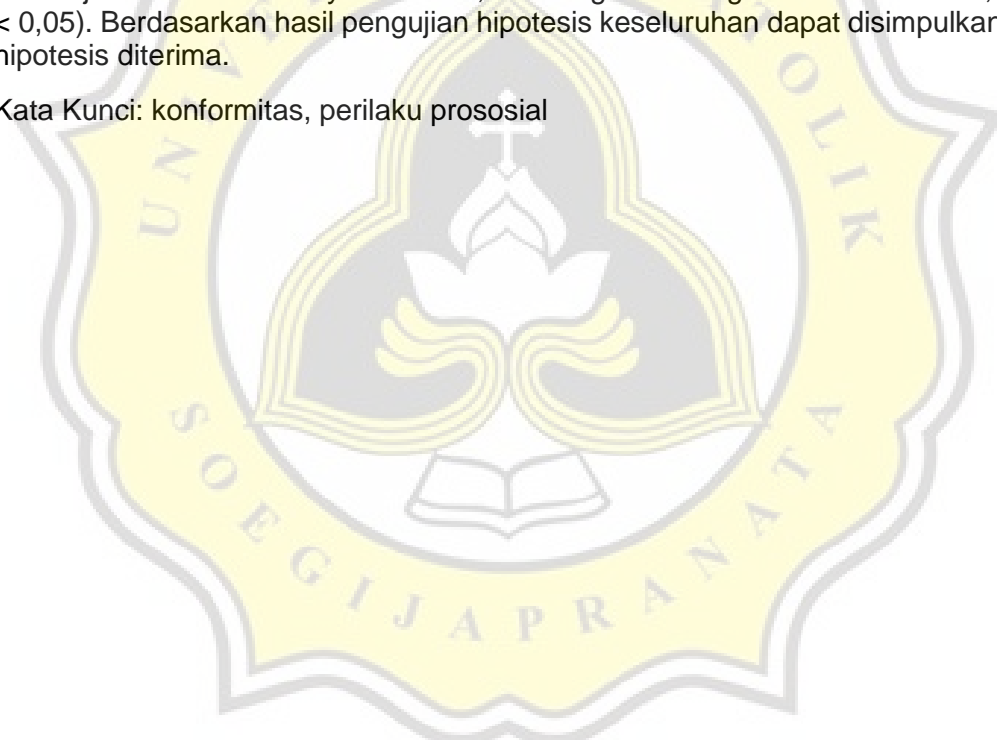 < 0,05). Berdasarkan hasil pengujian hipotesis keseluruhan dapat disimpulkan
hipotesis diterima.
Kata Kunci: konformitas, perilaku prososial
SOEGIJAPRANATA